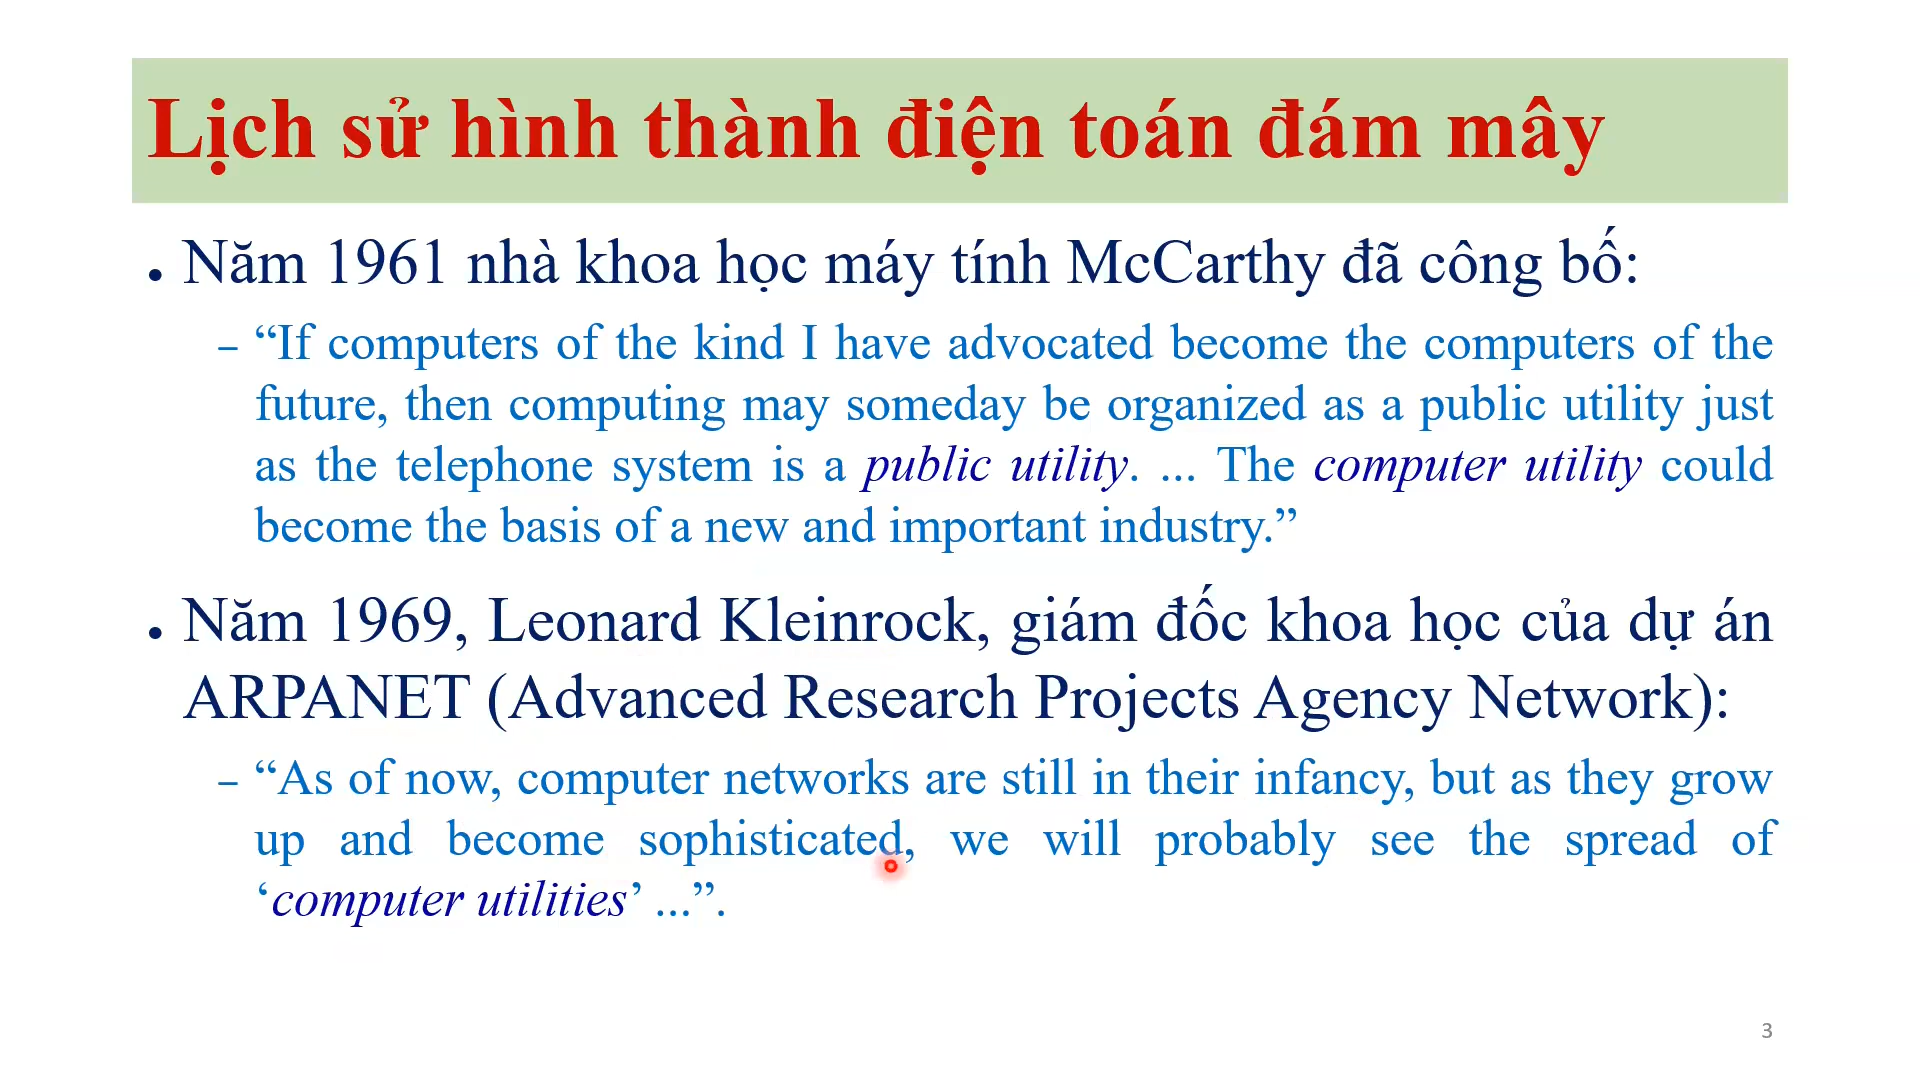 Lịch sử hình thành điện toán đám mây
• Năm 1961 nhà khoa học máy tính McCarthy đã công bố:
– “If computers of the kind I have advocated become the computers of the
future, then computing may someday be organized as a public utility just
as the telephone system is a public utility. ... The computer utility could
become the basis of a new and important industry.”
• Năm 1969, Leonard Kleinrock, giám đốc khoa học của dự án
ARPANET (Advanced Research Projects Agency Network):
– “As of now, computer networks are still in their infancy, but as they grow
up and become sophisticated, we will probably see the spread of
‘computer utilities’ ...”.
3